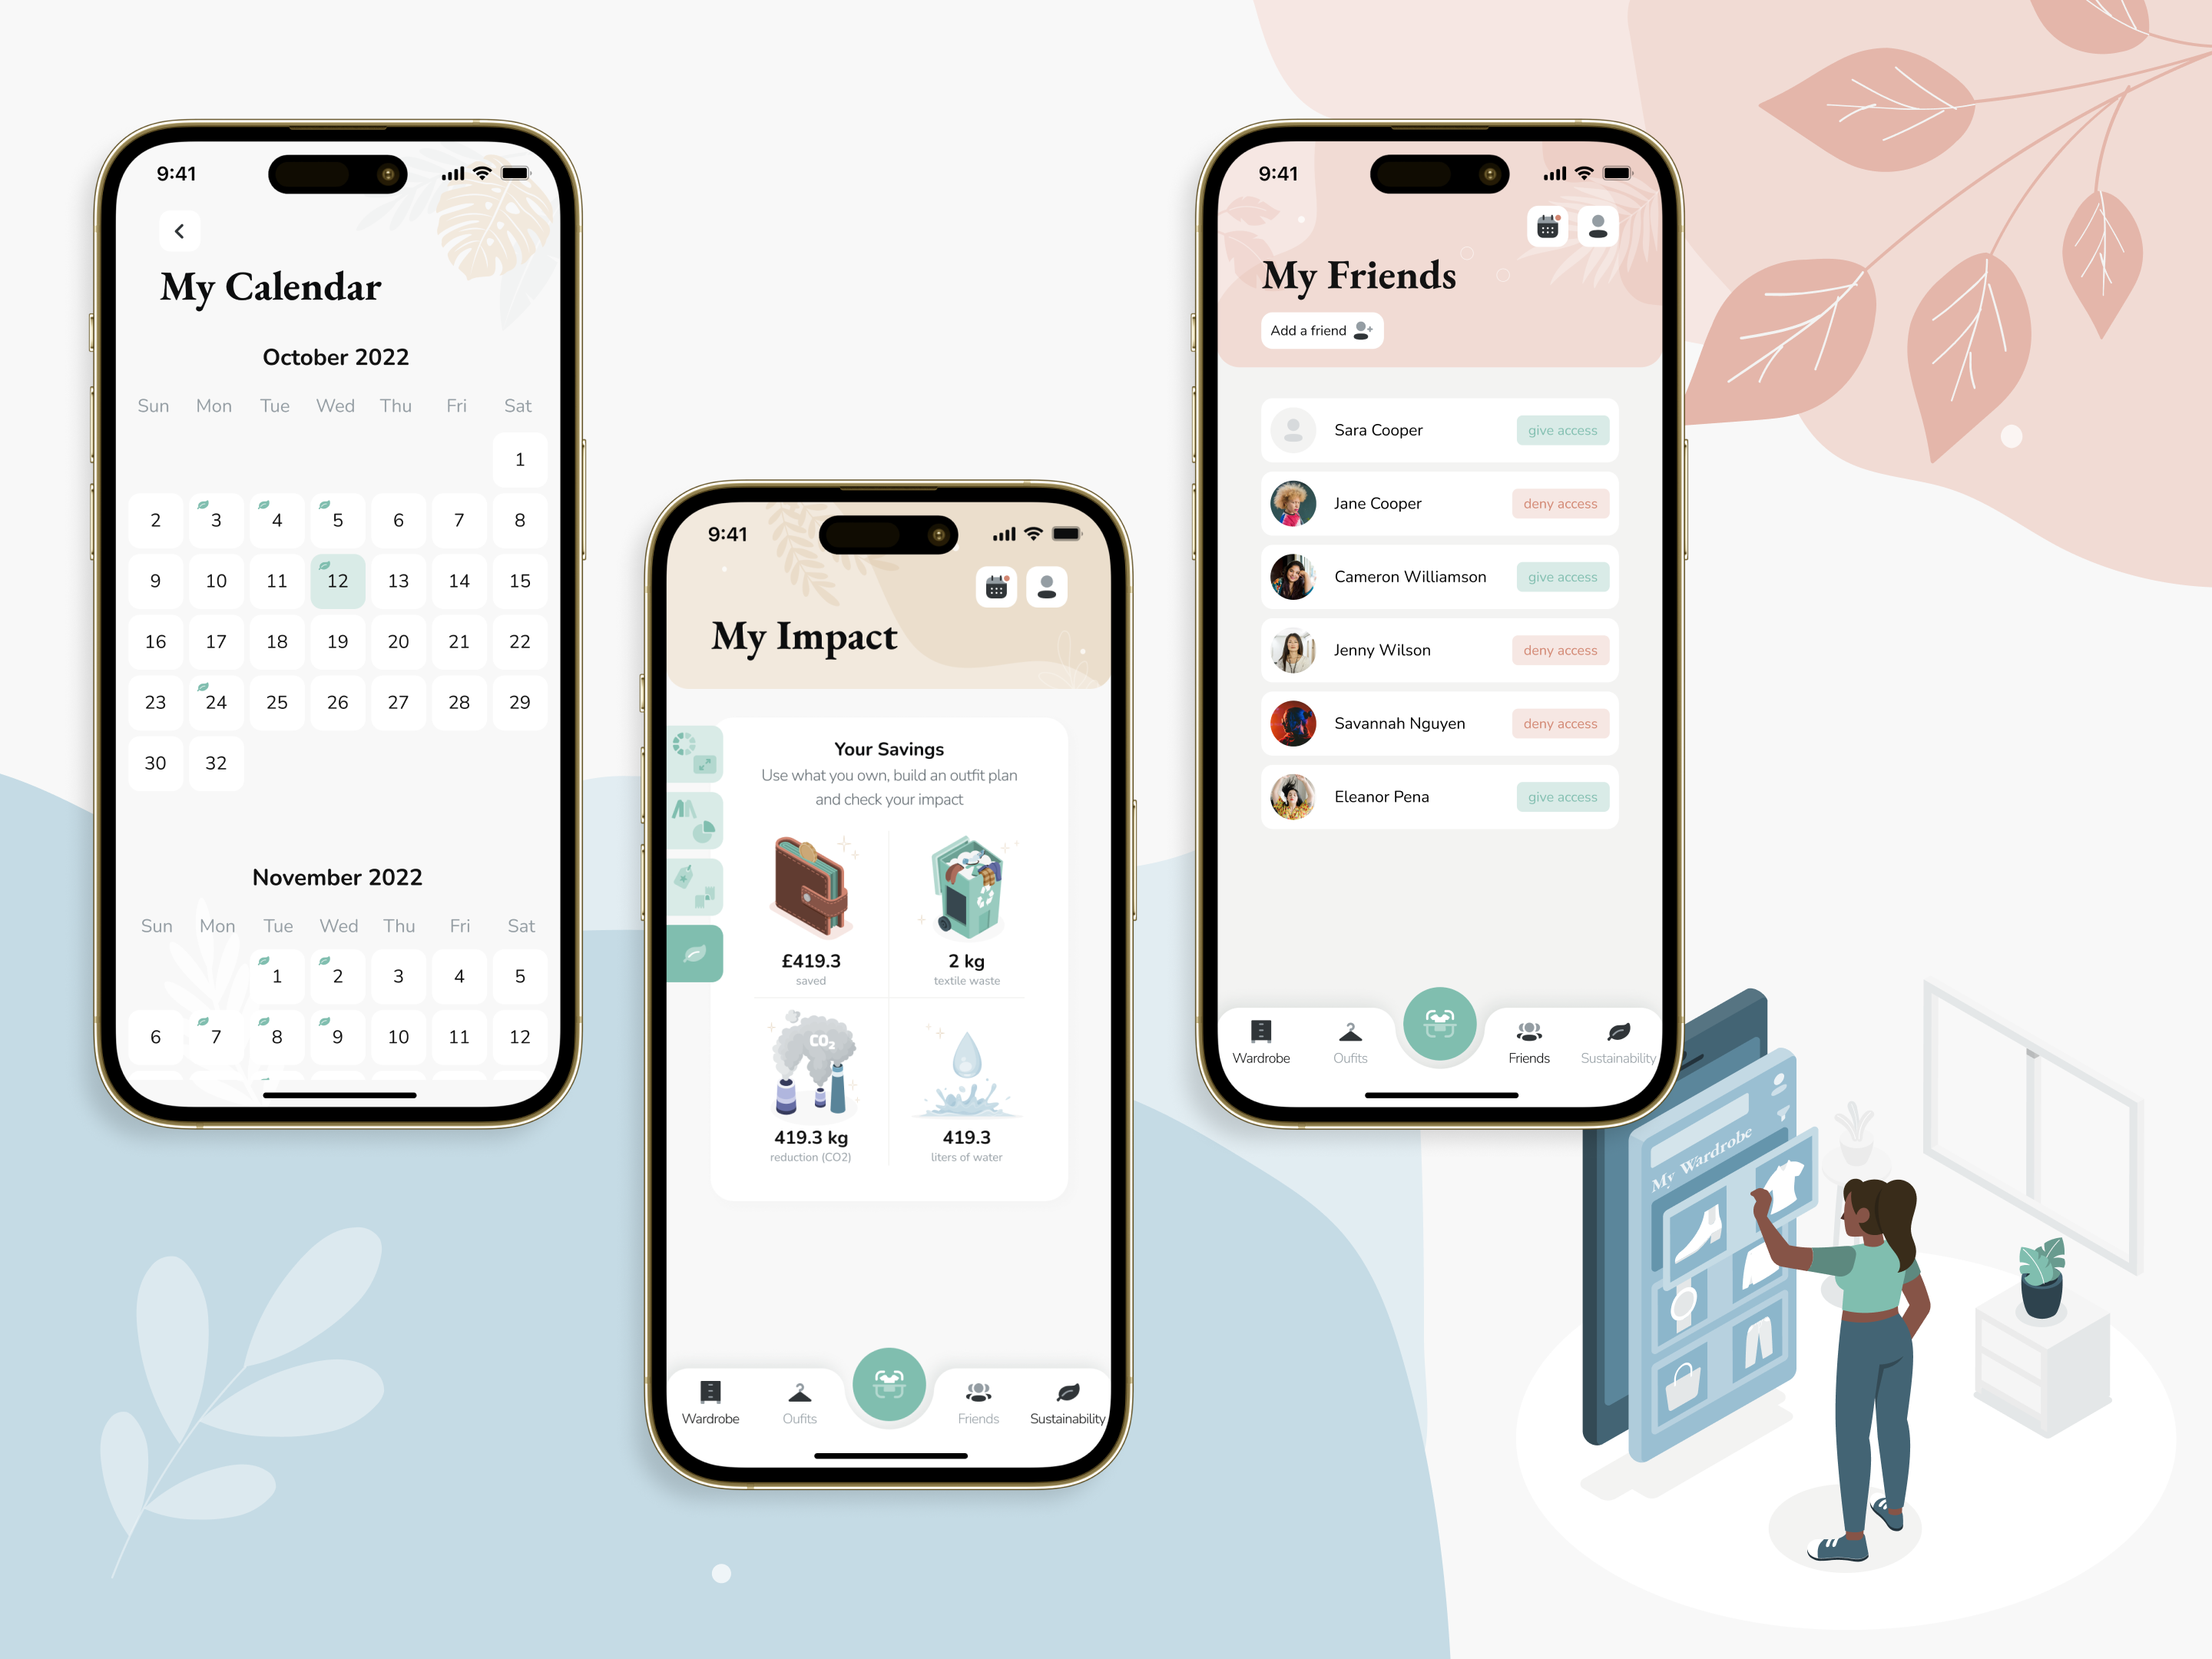 9:41
My Calendar
October 2022
Sun Mon Tue Wed Thu Fri Sat
1
2 3 4 5 6 7 8
9 10 11 12 13 14 15
16 17 18 19 20 21 22
23 24 25 26 27 28 29
30 32
November 2022
Sun Mon Tue Wed Thu Fri Sat
1 2 3 4 5
6 7 8 9 10 11 12
9:41
My Impact
Your Savings
Use what you own, build an outfit plan
and check your impact
£419.3
saved
2 kg
textile waste
CO2
419.3 kg
reduction (CO2)
419.3
liters of water
Wardrobe Oufits Friends Sustainability
9:41
My Friends
Add a friend
Sara Cooper give access
Jane Cooper deny access
Cameron Williamson give access
Jenny Wilson deny access
Savannah Nguyen deny access
Eleanor Pena give access
Wardrobe Oufits Friends Sustainability
My Wardrobe